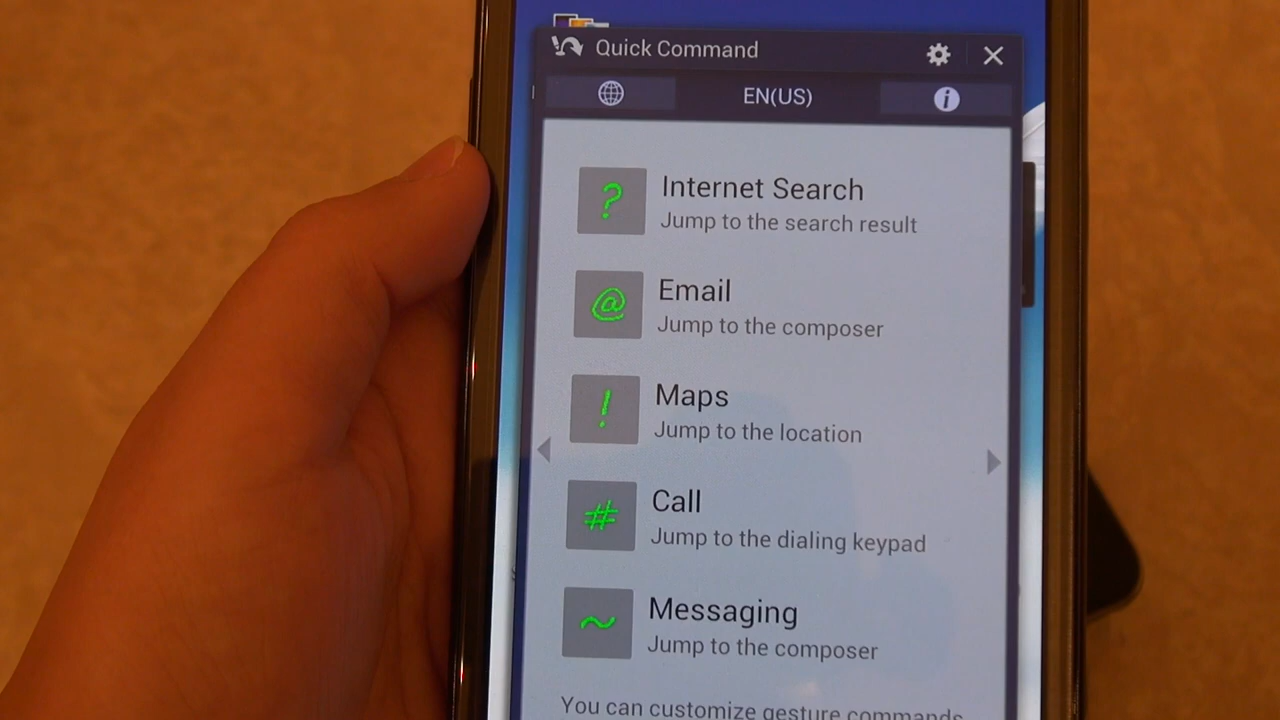 Quick Command
EN(US)
i
?
Internet Search
Jump to the search result
@
Email
Jump to the composer
!
Maps
Jump to the location
#
Call
Jump to the dialing keypad
~
Messaging
Jump to the composer
You can customize gesture commands